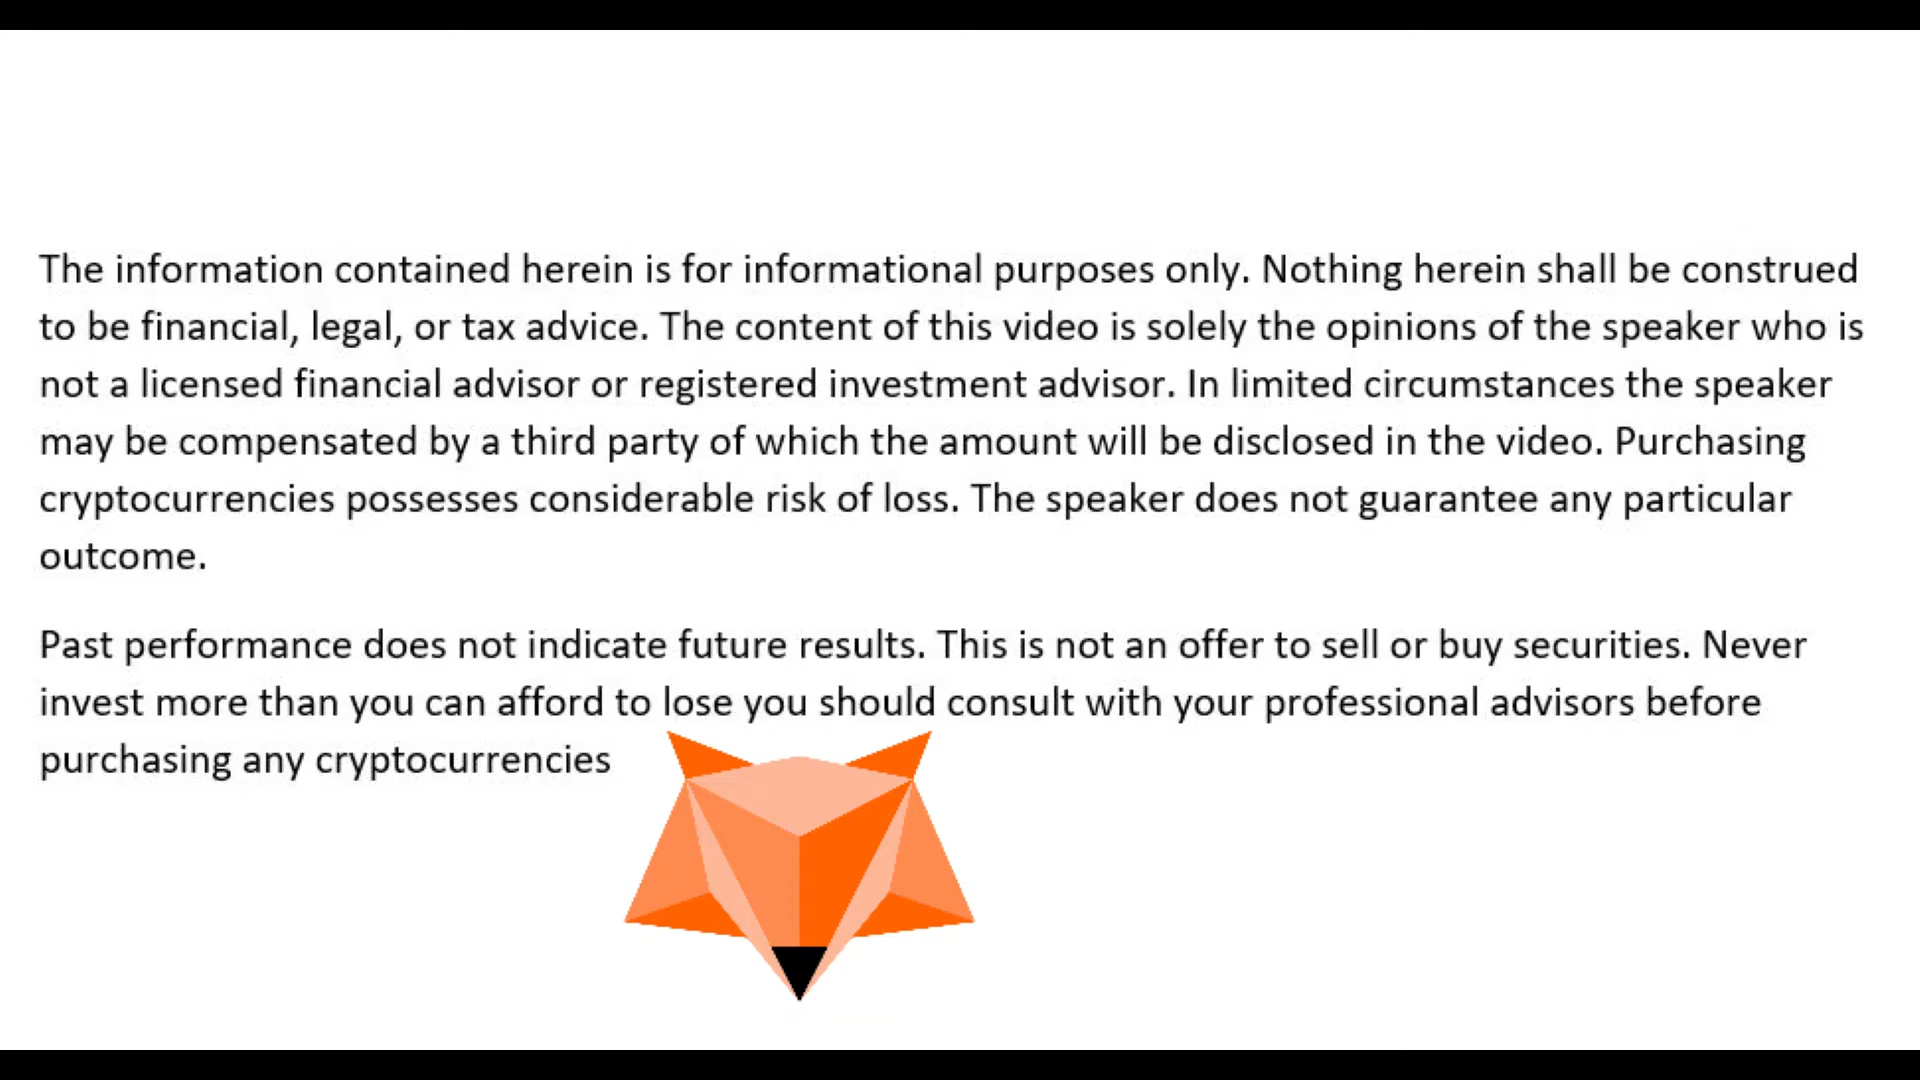 The information contained herein is for informational purposes only. Nothing herein shall be construed
to be financial, legal, or tax advice. The content of this video is solely the opinions of the speaker who is
not a licensed financial advisor or registered investment advisor. In limited circumstances the speaker
may be compensated by a third party of which the amount will be disclosed in the video. Purchasing
cryptocurrencies possesses considerable risk of loss. The speaker does not guarantee any particular
outcome.
Past performance does not indicate future results. This is not an offer to sell or buy securities. Never
invest more than you can afford to lose you should consult with your professional advisors before
purchasing any cryptocurrencies